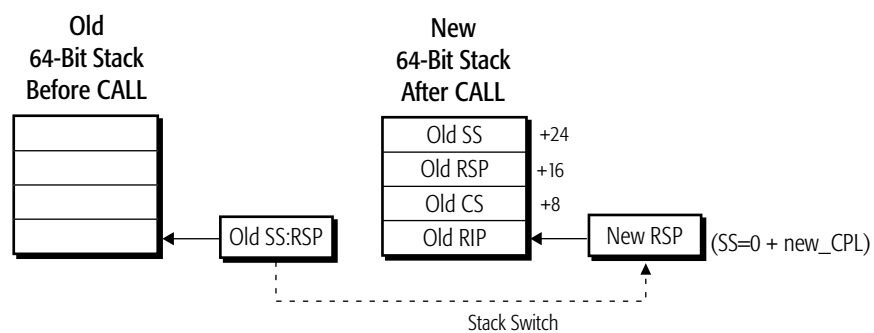 Old
64-Bit Stack
Before CALL
New
64-Bit Stack
After CALL
Old SS +24
Old RSP +16
Old CS +8
Old RIP
Old SS:RSP
New RSP
(SS=0 + new_CPL)
Stack Switch